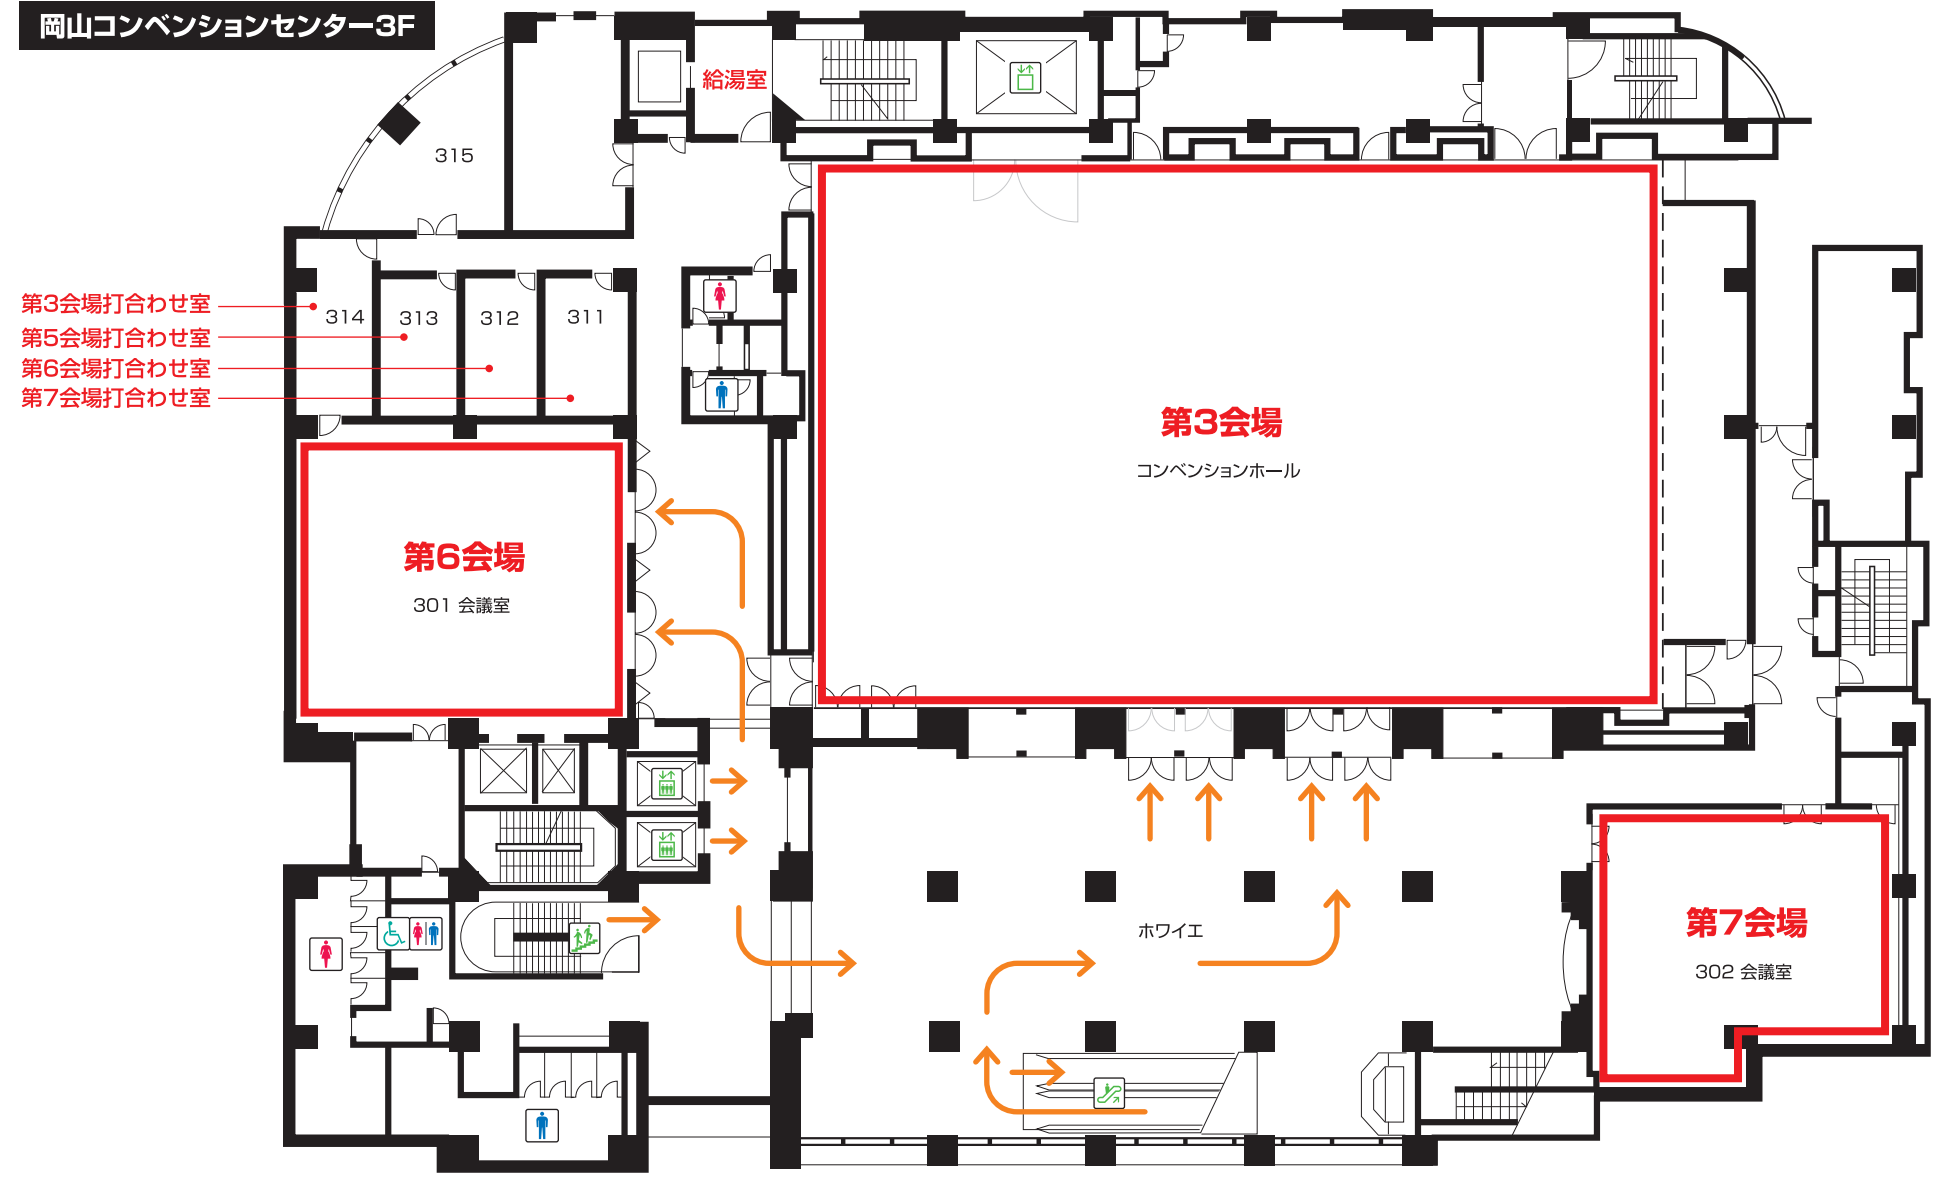 岡山コンベンションセンター3F
給湯室
315
第3会場打合わせ室
第5会場打合わせ室
第6会場打合わせ室
第7会場打合わせ室
314
313
312
311
第3会場
コンベンションホール
第6会場
301 会議室
ホワイエ
第7会場
302 会議室